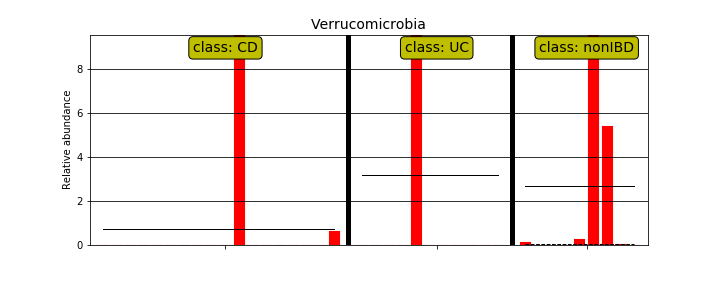 Verrucomicrobia
class: CD
class: UC
class: nonIBD
Relative abundance
8
6
4
2
0